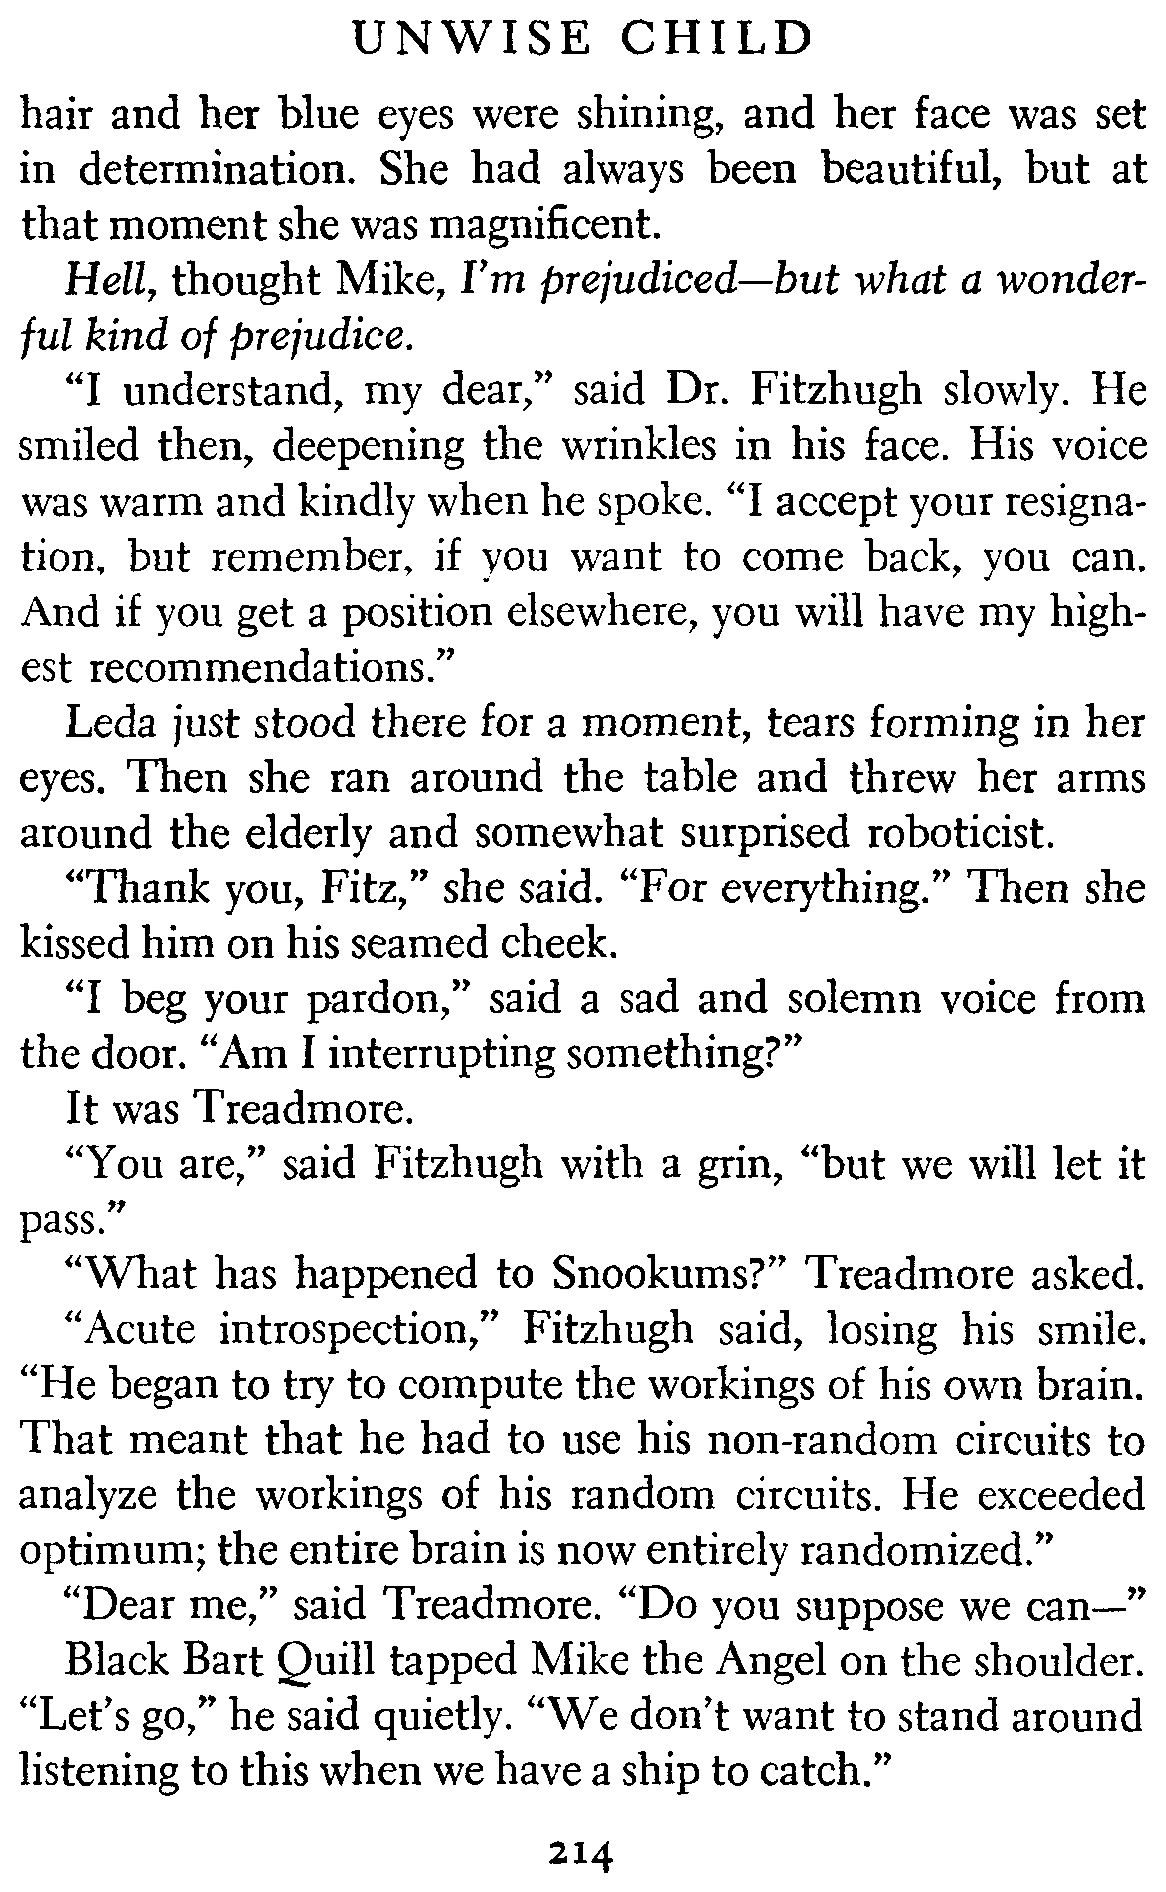 UNWISE CHILD
hair and her blue eyes were shining, and her face was set
in determination. She had always been beautiful, but at
that moment she was magnificent.
Hell, thought Mike, I'm prejudiced—but what a wonder-
ful kind of prejudice.
“I understand, my dear,” said Dr. Fitzhugh slowly. He
smiled then, deepening the wrinkles in his face. His voice
was warm and kindly when he spoke. “I accept your resigna-
tion, but remember, if you want to come back, you can.
And if you get a position elsewhere, you will have my high-
est recommendations.”
Leda just stood there for a moment, tears forming in her
eyes. Then she ran around the table and threw her arms
around the elderly and somewhat surprised roboticist.
“Thank you, Fitz,” she said. “For everything.” Then she
kissed him on his seamed cheek.
“I beg your pardon,” said a sad and solemn voice from
the door. “Am I interrupting something?”
It was Treadmore.
“You are,” said Fitzhugh with a grin, “but we will let it
pass.”
“What has happened to Snookums?” Treadmore asked.
“Acute introspection,” Fitzhugh said, losing his smile.
“He began to try to compute the workings of his own brain.
That meant that he had to use his non-random circuits to
analyze the workings of his random circuits. He exceeded
optimum; the entire brain is now entirely randomized.”
“Dear me,” said Treadmore. “Do you suppose we can—”
Black Bart Quill tapped Mike the Angel on the shoulder.
“Let's go,” he said quietly. “We don't want to stand around
listening to this when we have a ship to catch.”
214